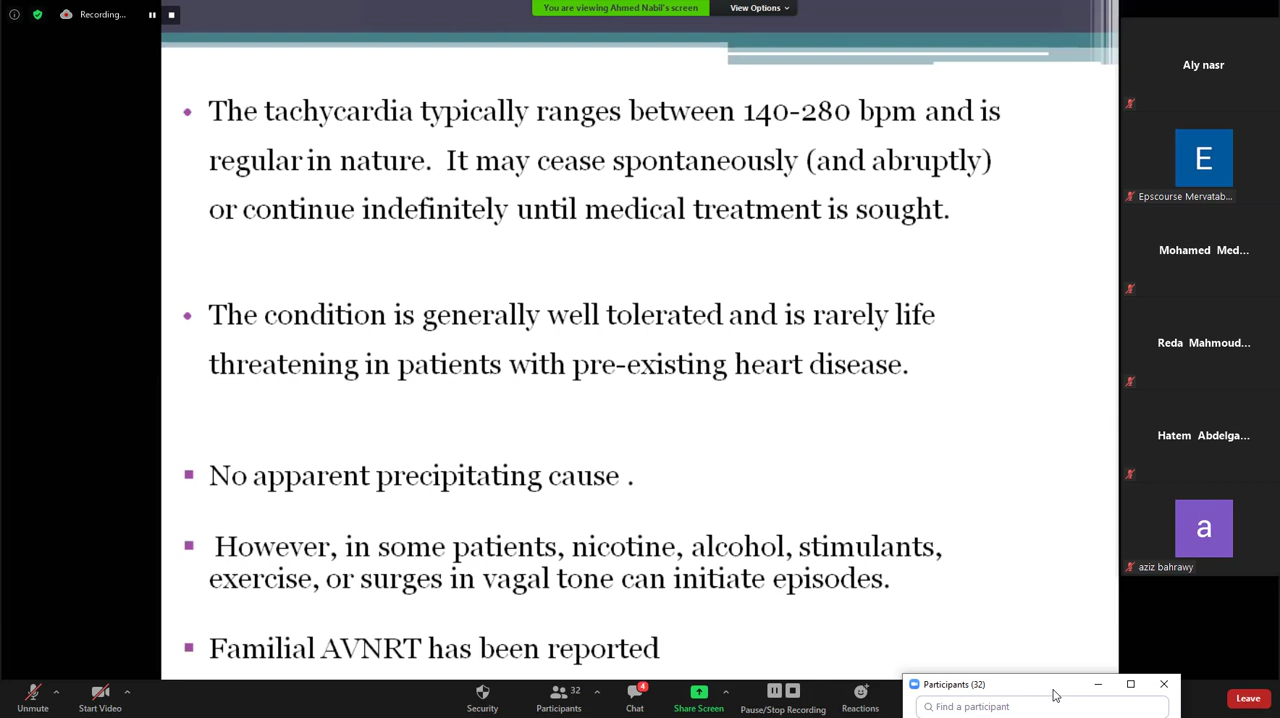 Recording...
You are viewing Ahmed Nabil's screen
View Options
The tachycardia typically ranges between 140-280 bpm and is
regular in nature. It may cease spontaneously (and abruptly)
or continue indefinitely until medical treatment is sought.
The condition is generally well tolerated and is rarely life
threatening in patients with pre-existing heart disease.
No apparent precipitating cause .
However, in some patients, nicotine, alcohol, stimulants,
exercise, or surges in vagal tone can initiate episodes.
Familial AVNRT has been reported
Aly nasr
E
Epscourse Mervatab...
Mohamed Med...
Reda Mahmoud...
Hatem Abdelga...
a
aziz bahrawy
Participants (32)
Find a participant
Unmute
Start Video
Security
32
Participants
4
Chat
Share Screen
Pause/Stop Recording
Reactions
Leave